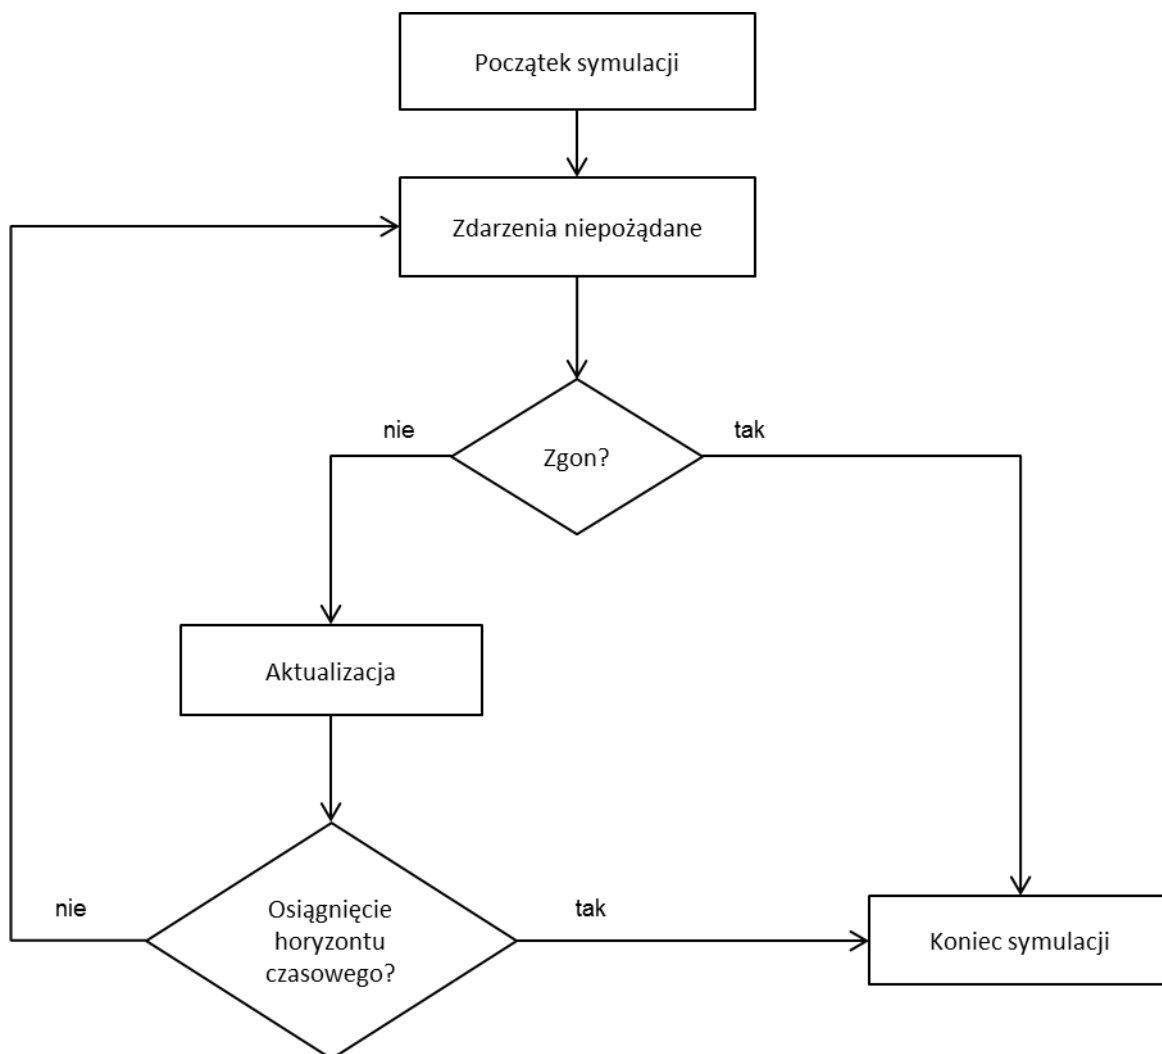 Początek symulacji
Zdarzenia niepożądane
nie
tak
Zgon?
Aktualizacja
nie
Osiągnięcie
horyzontu
czasowego?
tak
Koniec symulacji